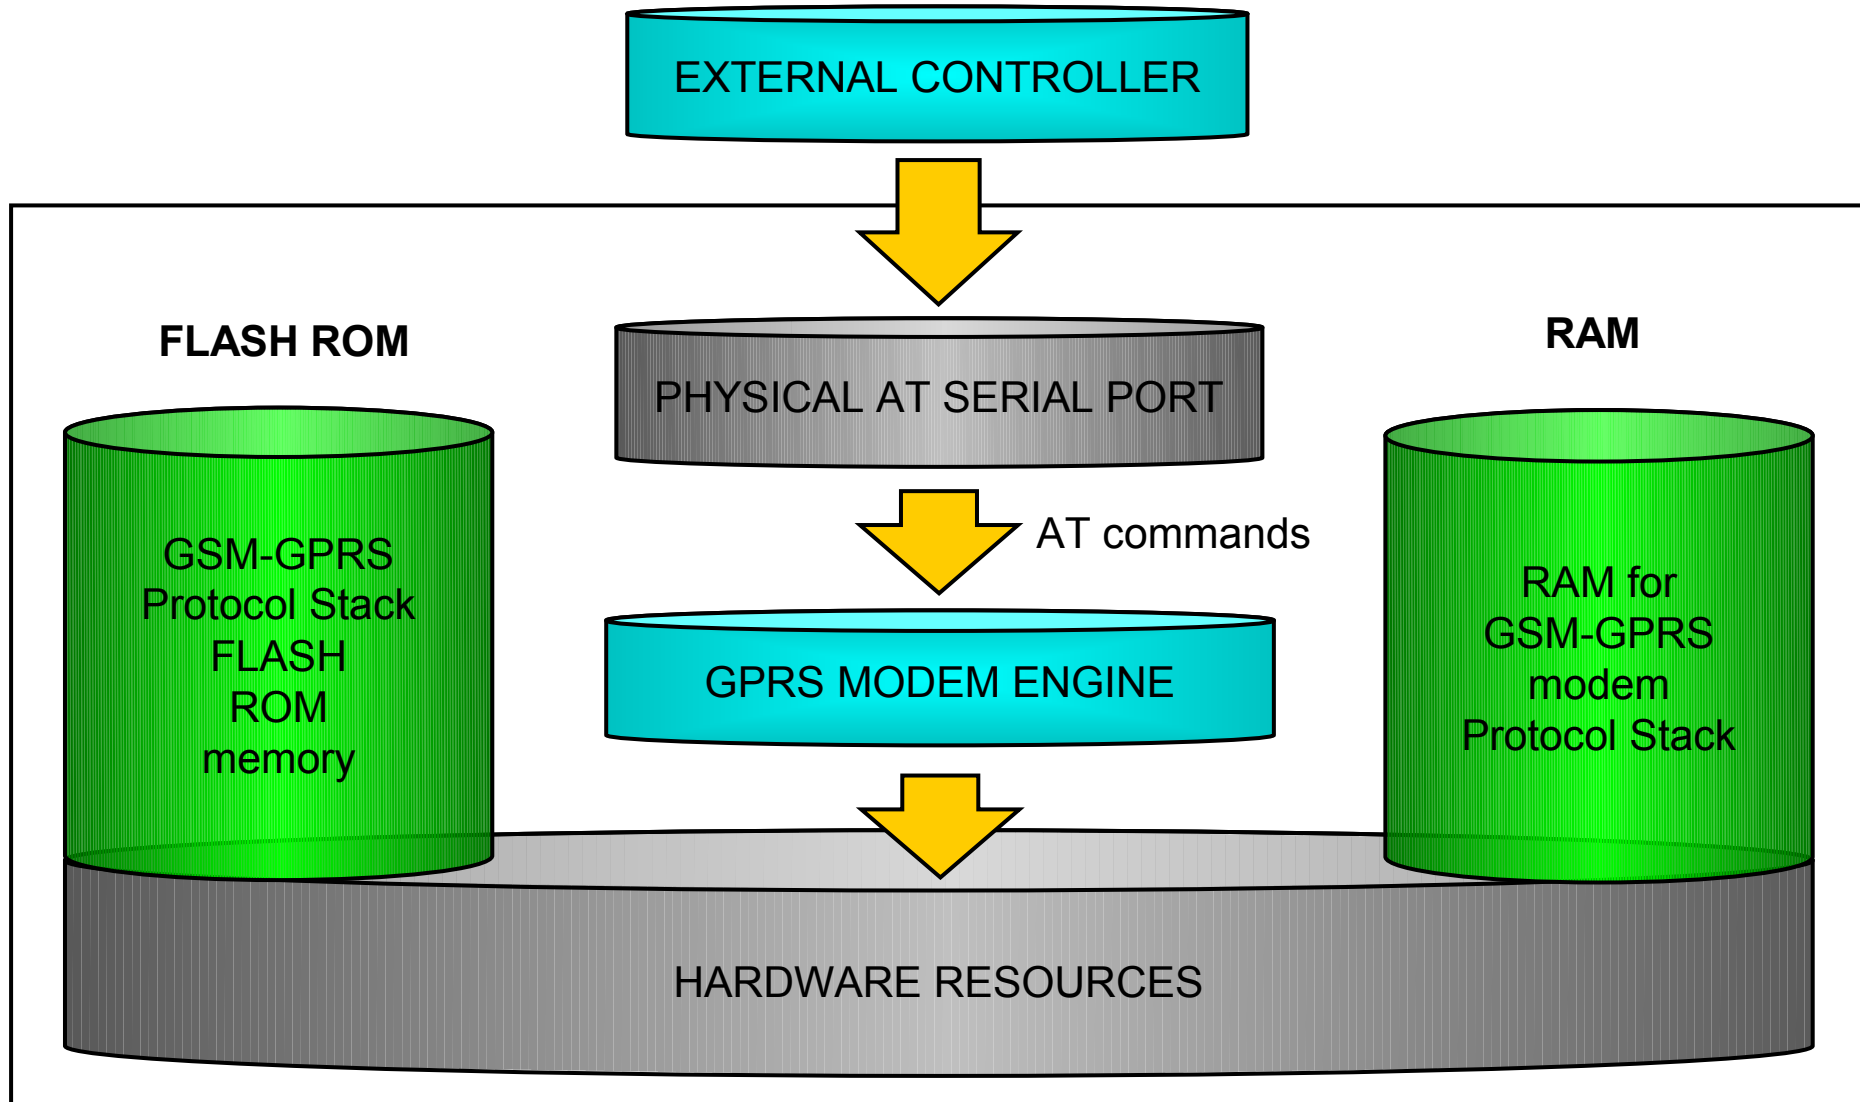 EXTERNAL CONTROLLER
FLASH ROM
RAM
PHYSICAL AT SERIAL PORT
AT commands
GSM-GPRS
Protocol Stack
FLASH
ROM
memory
RAM for
GSM-GPRS
modem
Protocol Stack
GPRS MODEM ENGINE
HARDWARE RESOURCES